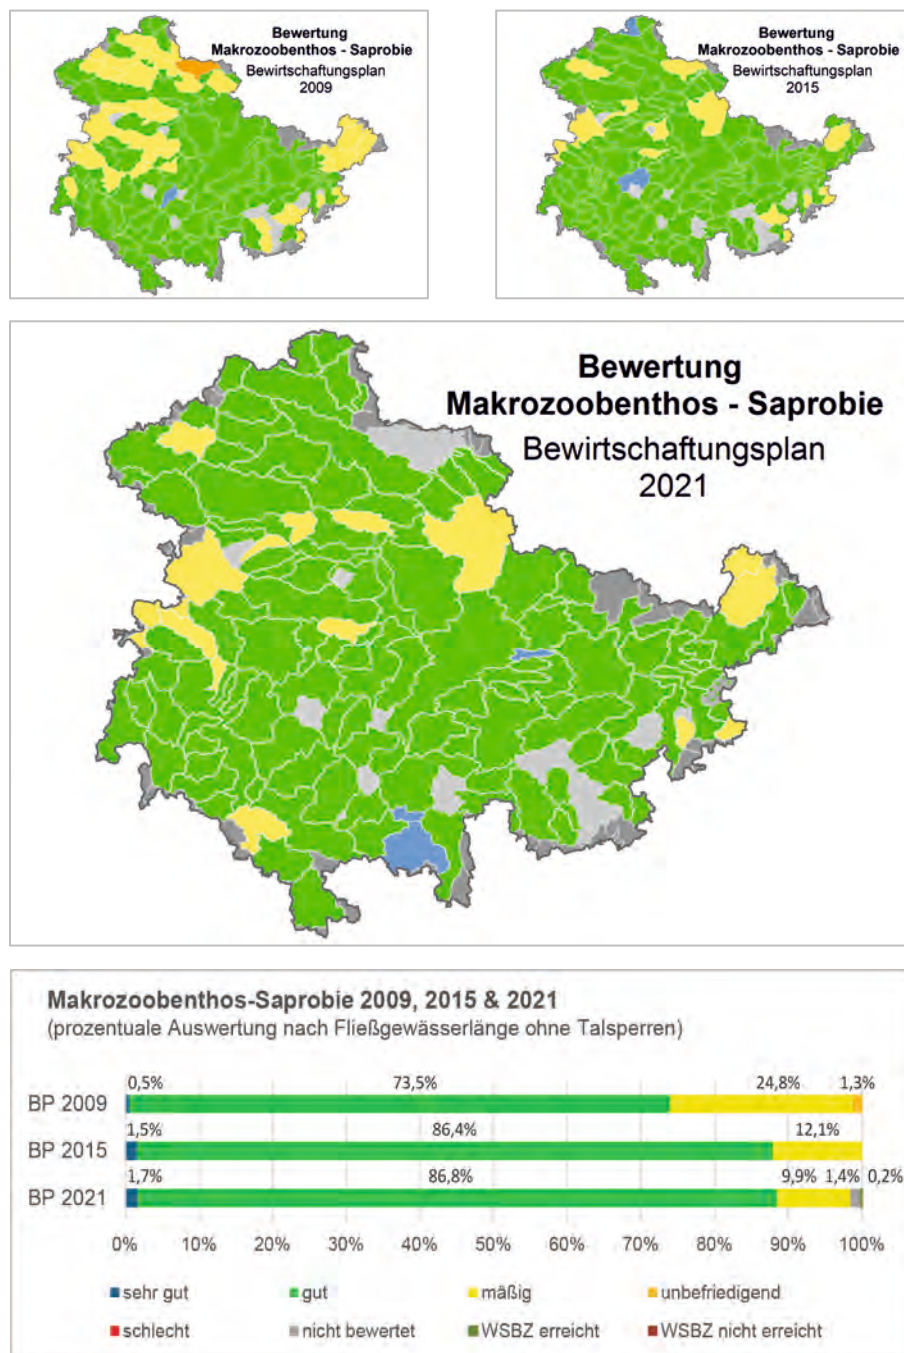 Bewertung
Makrozoobenthos - Saprobie
Bewirtschaftungsplan
2009
Bewertung
Makrozoobenthos - Saprobie
Bewirtschaftungsplan
2015
Bewertung
Makrozoobenthos - Saprobie
Bewirtschaftungsplan
2021
Makrozoobenthos-Saprobie 2009, 2015 & 2021
(prozentuale Auswertung nach Fließgewässerlänge ohne Talsperren)
0,5% 73,5% 24,8% 1,3%
BP 2009
1,5% 86,4% 12,1%
BP 2015
1,7% 86,8% 9,9% 1,4% 0,2%
BP 2021
0% 10% 20% 30% 40% 50% 60% 70% 80% 90% 100%
sehr gut gut mäßig unbefriedigend
schlecht nicht bewertet WSBZ erreicht WSBZ nicht erreicht